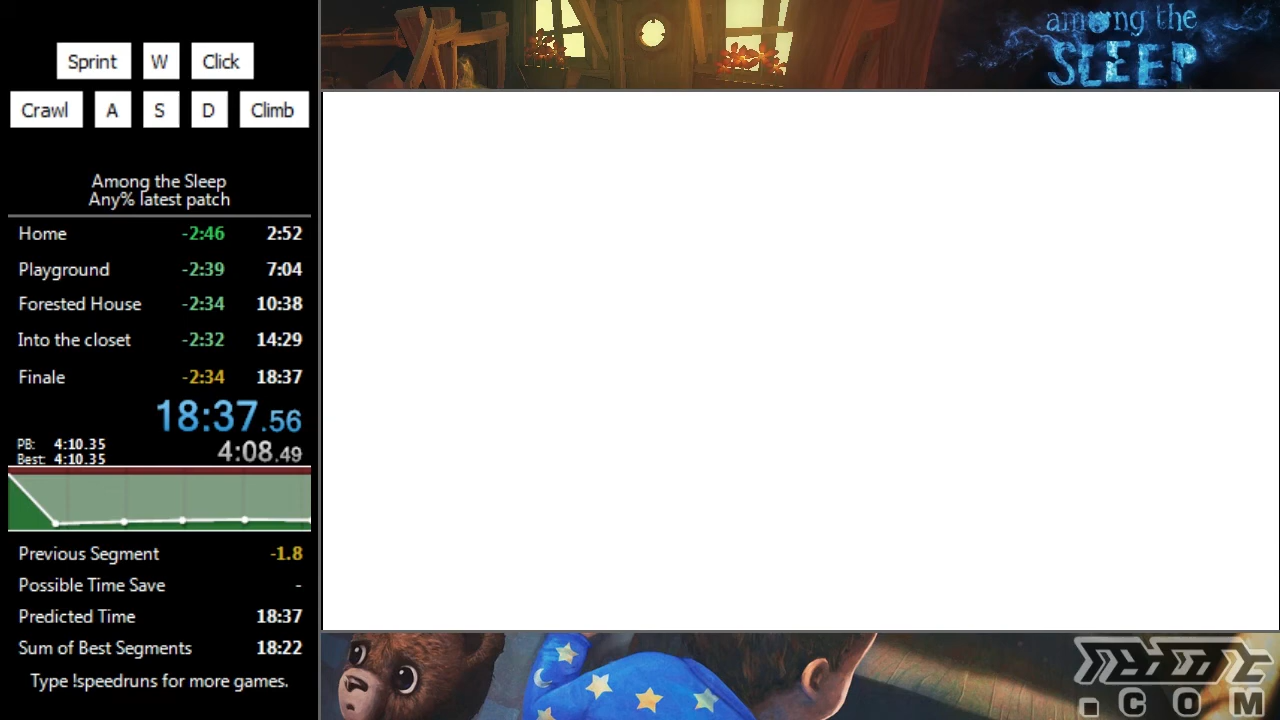 Sprint W Click
Crawl A S D Climb
Among the Sleep
Any% latest patch
Home -2:46 2:52
Playground -2:39 7:04
Forested House -2:34 10:38
Into the closet -2:32 14:29
Finale -2:34 18:37
18:37.56
PB: 4:10.35
Best: 4:10.35
4:08.49
Previous Segment -1.8
Possible Time Save -
Predicted Time 18:37
Sum of Best Segments 18:22
Type !speedruns for more games.
among the
SLEEP
.COM